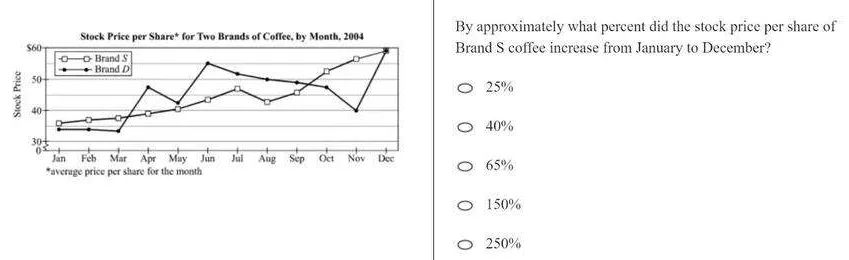 Stock Price per Share* for Two Brands of Coffee, by Month, 2004
$60
Brand S
Brand D
50
Stock Price
40
30
0
Jan Feb Mar Apr May Jun Jul Aug Sep Oct Nov Dec
*average price per share for the month
By approximately what percent did the stock price per share of
Brand S coffee increase from January to December?
25%
40%
65%
150%
250%